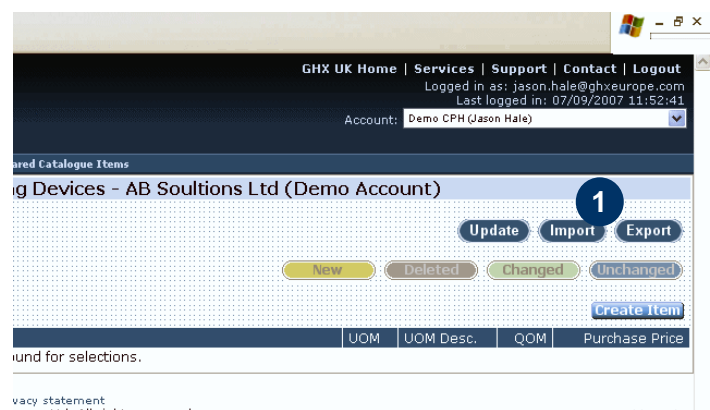 GHX UK Home | Services | Support | Contact | Logout
Logged in as: jason.hale@ghxeurope.com
Last logged in: 07/09/2007 11:52:41
Account: Demo CPH (Jason Hale)
ared Catalogue Items
ng Devices - AB Soultions Ltd (Demo Account)
1
Update Import Export
New Deleted Changed Unchanged
Create Item
UOM UOM Desc. QOM Purchase Price
ound for selections.
vacy statement